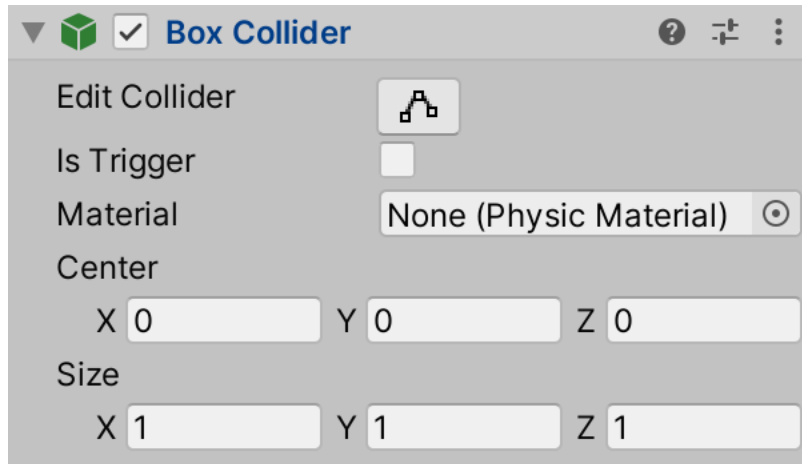 Box Collider
Edit Collider
Is Trigger
Material None (Physic Material)
Center
X 0 Y 0 Z 0
Size
X 1 Y 1 Z 1